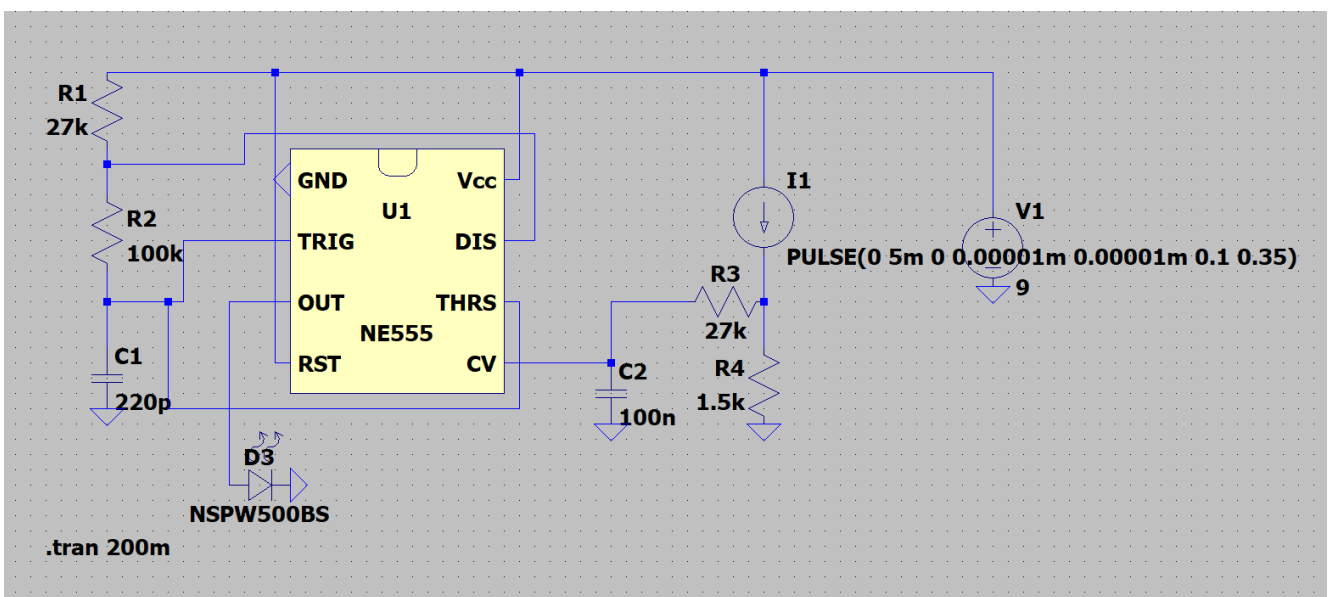 R1
27k
R2
100k
C1
220p
GND
Vcc
U1
TRIG
DIS
OUT
THRS
NE555
RST
CV
D3
NSPW500BS
I1
PULSE(0 5m 0 0.00001m 0.00001m 0.1 0.35)
R3
27k
R4
1.5k
C2
100n
V1
9
.tran 200m